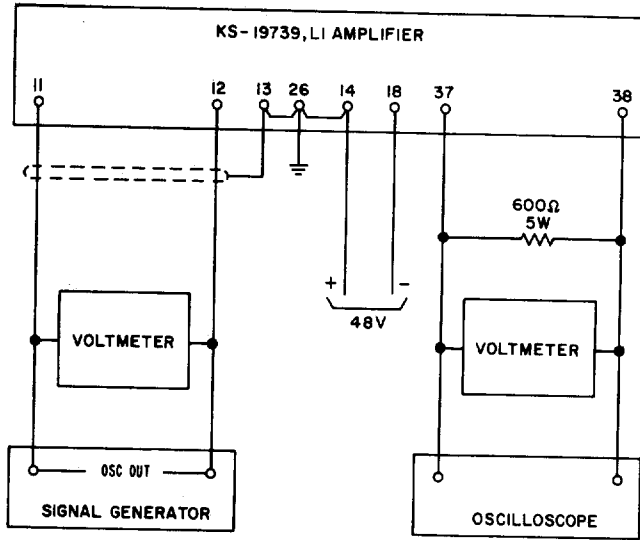 KS-19739, L1 AMPLIFIER
11 12 13 26 14 18 37 38
600Ω
5W
+ -
48V
VOLTMETER VOLTMETER
OSC OUT
SIGNAL GENERATOR OSCILLOSCOPE